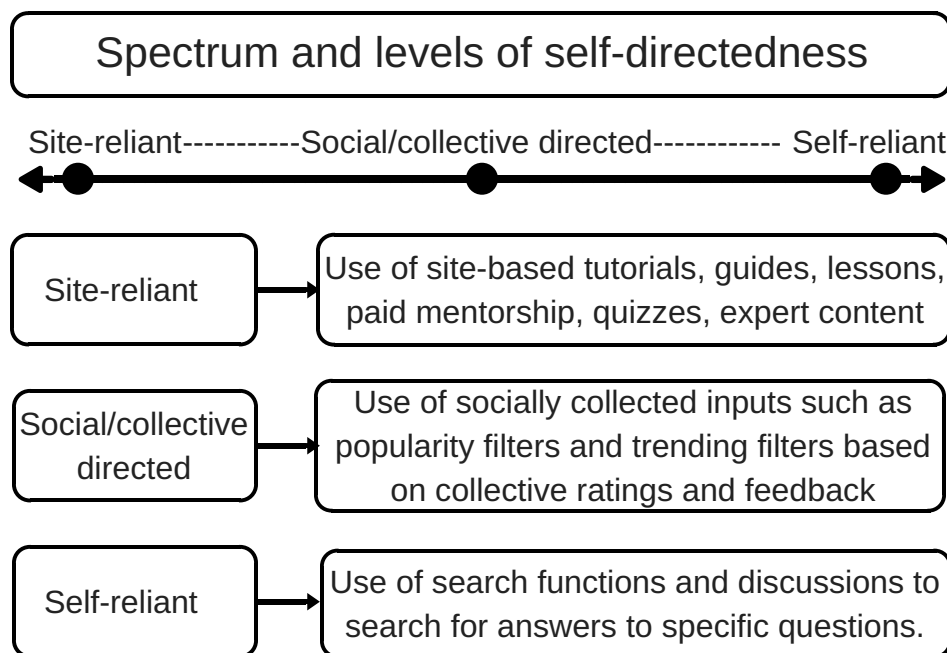 Spectrum and levels of self-directedness
Site-reliant-----------Social/collective directed------------ Self-reliant
Site-reliant
Use of site-based tutorials, guides, lessons,
paid mentorship, quizzes, expert content
Social/collective
directed
Use of socially collected inputs such as
popularity filters and trending filters based
on collective ratings and feedback
Self-reliant
Use of search functions and discussions to
search for answers to specific questions.